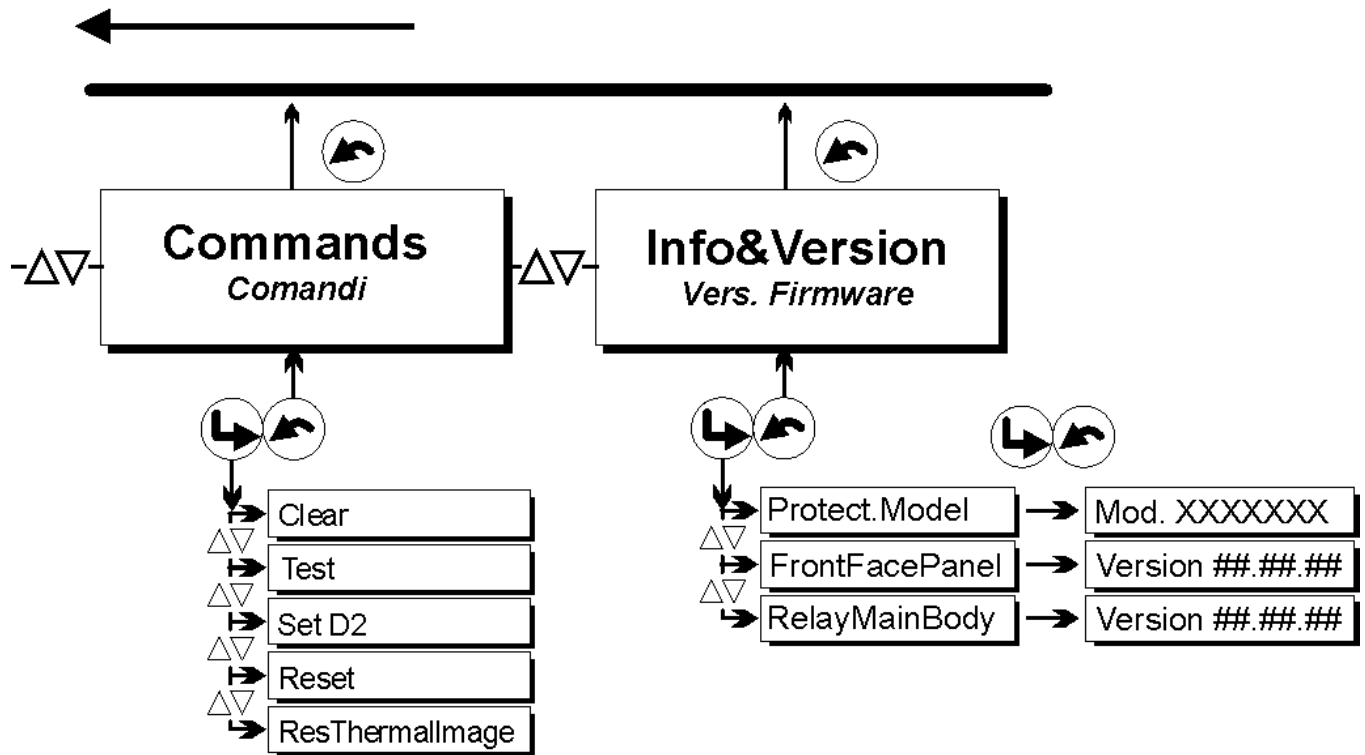 Commands
Comandi
Info&Version
Vers. Firmware
Clear
Test
Set D2
Reset
ResThermalImage
Protect.Model
Mod. XXXXXXX
FrontFacePanel
Version ##.##.##
RelayMainBody
Version ##.##.##